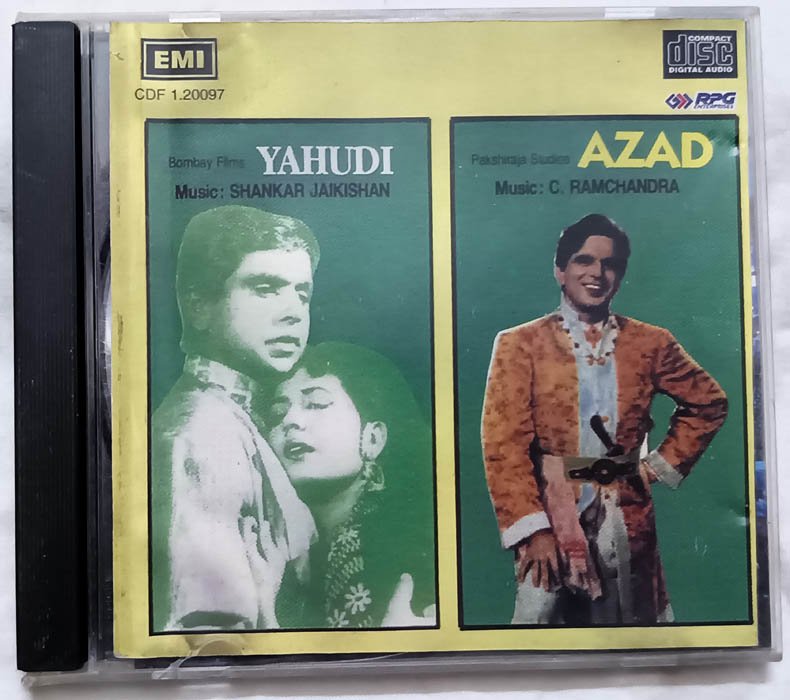 EMI
CDF 1.20097
COMPACT
disc
DIGITAL AUDIO
RPG
ENTERPRISES
Bombay Films YAHUDI
Music: SHANKAR JAIKISHAN
Pakshiraja Studios AZAD
Music: C. RAMCHANDRA